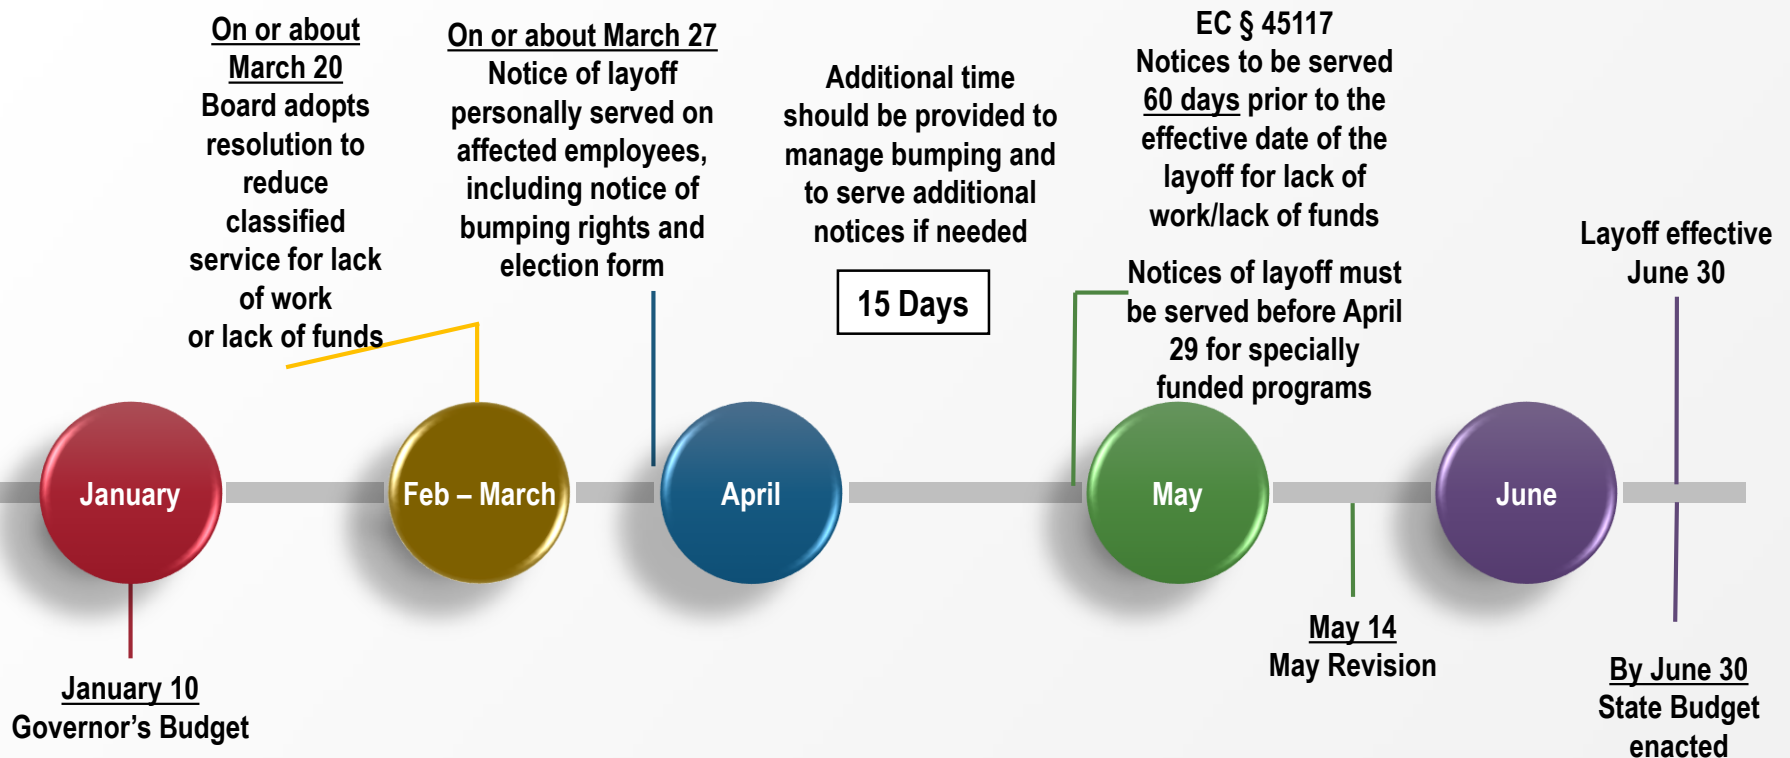 On or about
March 20
Board adopts
resolution to
reduce
classified
service for lack
of work
or lack of funds
On or about March 27
Notice of layoff
personally served on
affected employees,
including notice of
bumping rights and
election form
Additional time
should be provided to
manage bumping and
to serve additional
notices if needed
15 Days
EC § 45117
Notices to be served
60 days prior to the
effective date of the
layoff for lack of
work/lack of funds
Notices of layoff must
be served before April
29 for specially
funded programs
Layoff effective
June 30
January
Feb – March
April
May
June
January 10
Governor’s Budget
May 14
May Revision
By June 30
State Budget
enacted